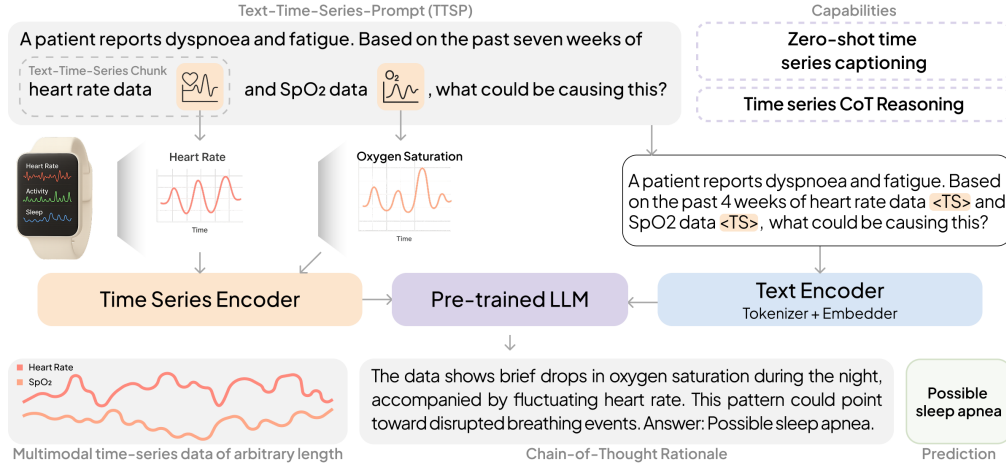 Text-Time-Series-Prompt (TTSP)
Capabilities
A patient reports dyspnoea and fatigue. Based on the past seven weeks of
Text-Time-Series Chunk
heart rate data
and SpO₂ data
O₂
, what could be causing this?
Zero-shot time
series captioning
Time series CoT Reasoning
Heart Rate
Activity
Sleep
Heart Rate
Time
Oxygen Saturation
Time
A patient reports dyspnoea and fatigue. Based
on the past 4 weeks of heart rate data <TS> and
SpO2 data <TS>, what could be causing this?
Time Series Encoder
Pre-trained LLM
Text Encoder
Tokenizer + Embedder
Heart Rate
SpO₂
Multimodal time-series data of arbitrary length
The data shows brief drops in oxygen saturation during the night,
accompanied by fluctuating heart rate. This pattern could point
toward disrupted breathing events. Answer: Possible sleep apnea.
Chain-of-Thought Rationale
Possible
sleep apnea
Prediction